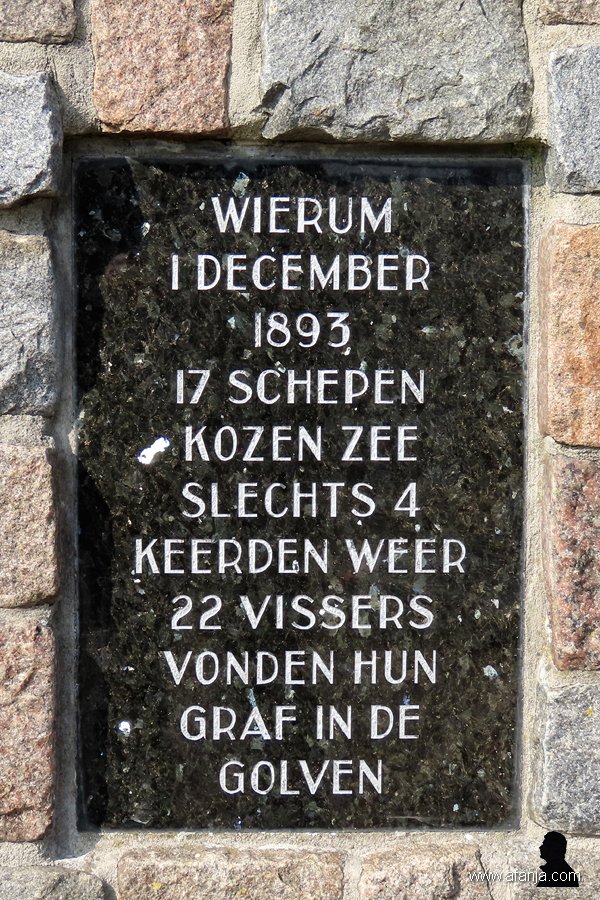 WIERUM
1 DECEMBER
1893
17 SCHEPEN
KOZEN ZEE
SLECHTS 4
KEERDEN WEER
22 VISSERS
VONDEN HUN
GRAF IN DE
GOLVEN
www.afanja.com